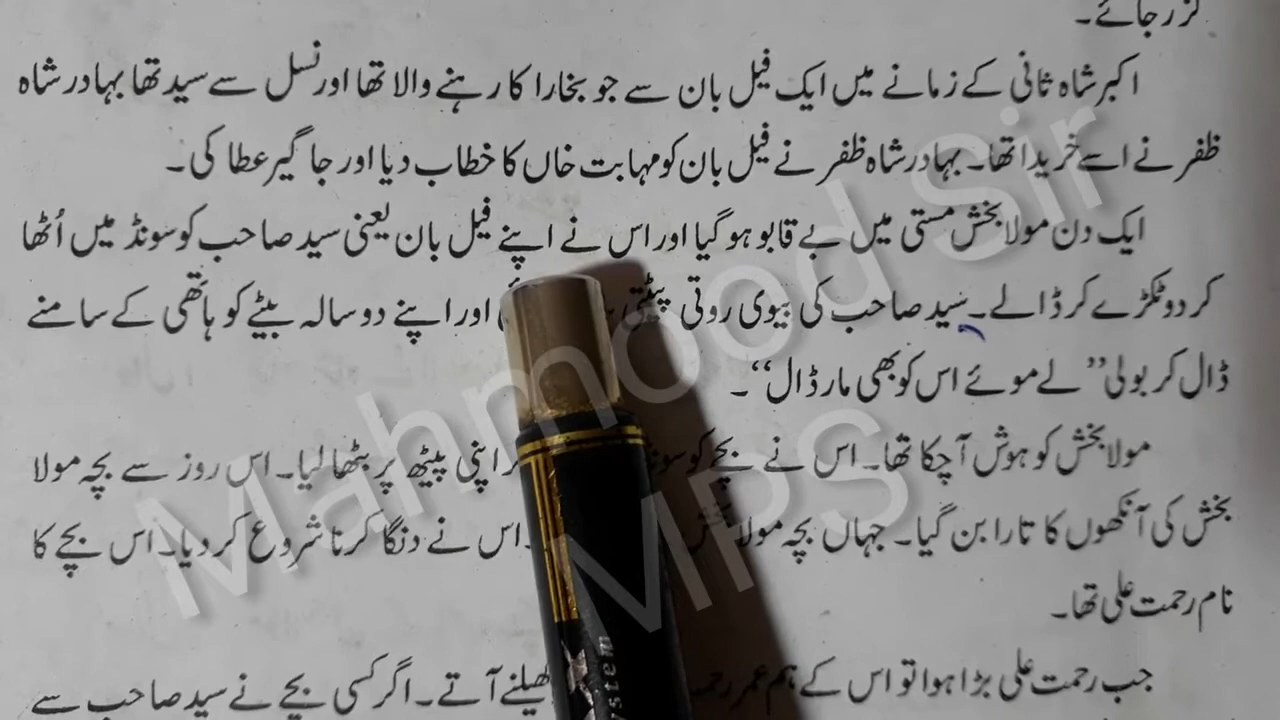 گزر جائے۔
اکبر شاہ ثانی کے زمانے میں ایک فیل بان سے جو بخارا کا رہنے والا تھا اور نسل سے سید تھا بہادر شاہ
ظفر نے اسے خریدا تھا۔ بہادر شاہ ظفر نے فیل بان کو مہابت خاں کا خطاب دیا اور جاگیر عطا کی۔
ایک دن مولا بخش مستی میں بے قابو ہو گیا اور اس نے اپنے فیل بان یعنی سید صاحب کو سونڈ میں اُٹھا
کر دو ٹکڑے کر ڈالے۔ سید صاحب کی بیوی روتی پیٹتی اور اپنے دو سالہ بیٹے کو ہاتھی کے سامنے
ڈال کر بولی ”لے موئے اس کو بھی مار ڈال“۔
مولا بخش کو ہوش آ چکا تھا۔ اس نے بچے کو اپنی پیٹھ پر بٹھا لیا۔ اس روز سے بچہ مولا
بخش کی آنکھوں کا تارا بن گیا۔ جہاں بچہ مولا اس نے دنگا کرنا شروع کر دیا۔ اس بچے کا
نام رحمت علی تھا۔
جب رحمت علی بڑا ہوا تو اس کے ہم عمر کھیلنے آتے۔ اگر کسی بچے نے سید صاحب سے
Mahmood Sir
MPS
ystem